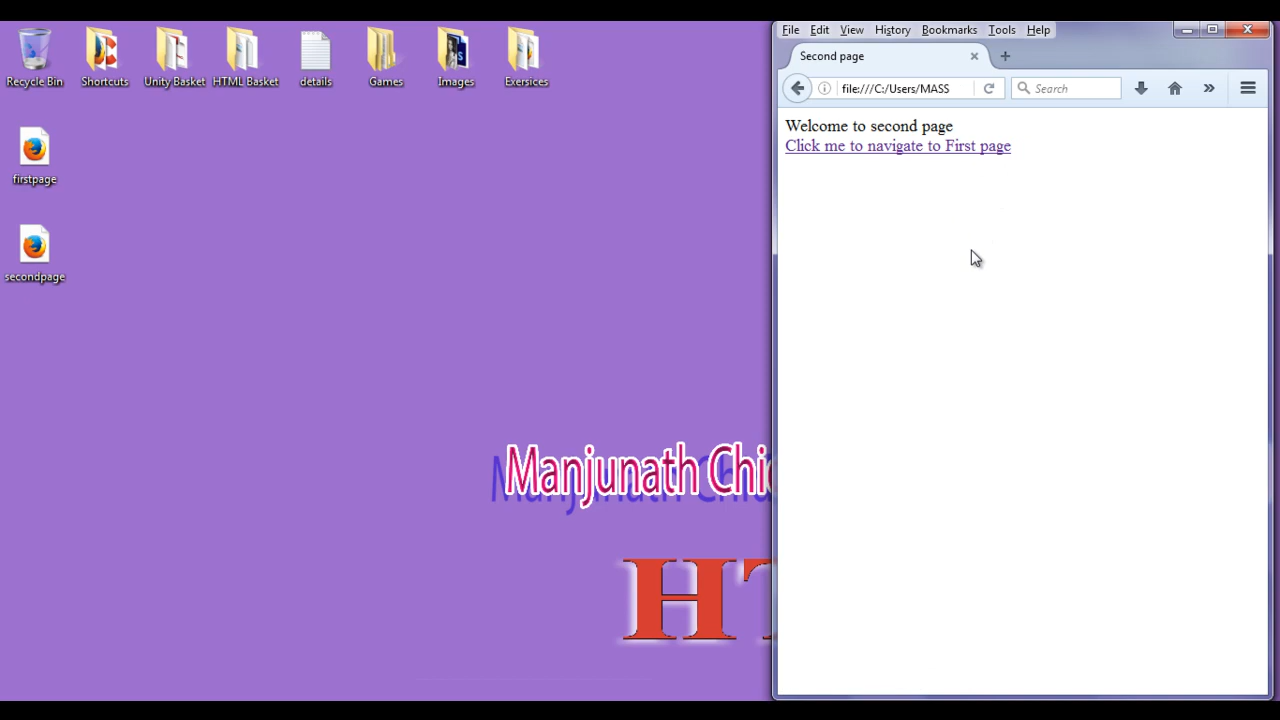 File Edit View History Bookmarks Tools Help
Second page
file:///C:/Users/MASS
Search
Welcome to second page
Click me to navigate to First page
Recycle Bin
Shortcuts
Unity Basket
HTML Basket
details
Games
Images
Exersices
firstpage
secondpage
Manjunath
H